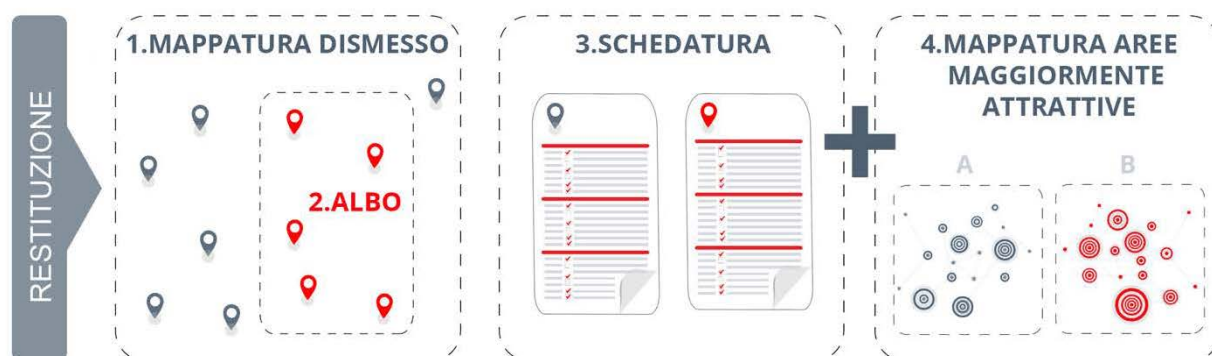 RESTITUZIONE
1.MAPPATURA DISMESSO
2.ALBO
3.SCHEDATURA
4.MAPPATURA AREE
MAGGIORMENTE
ATTRATTIVE
A
B